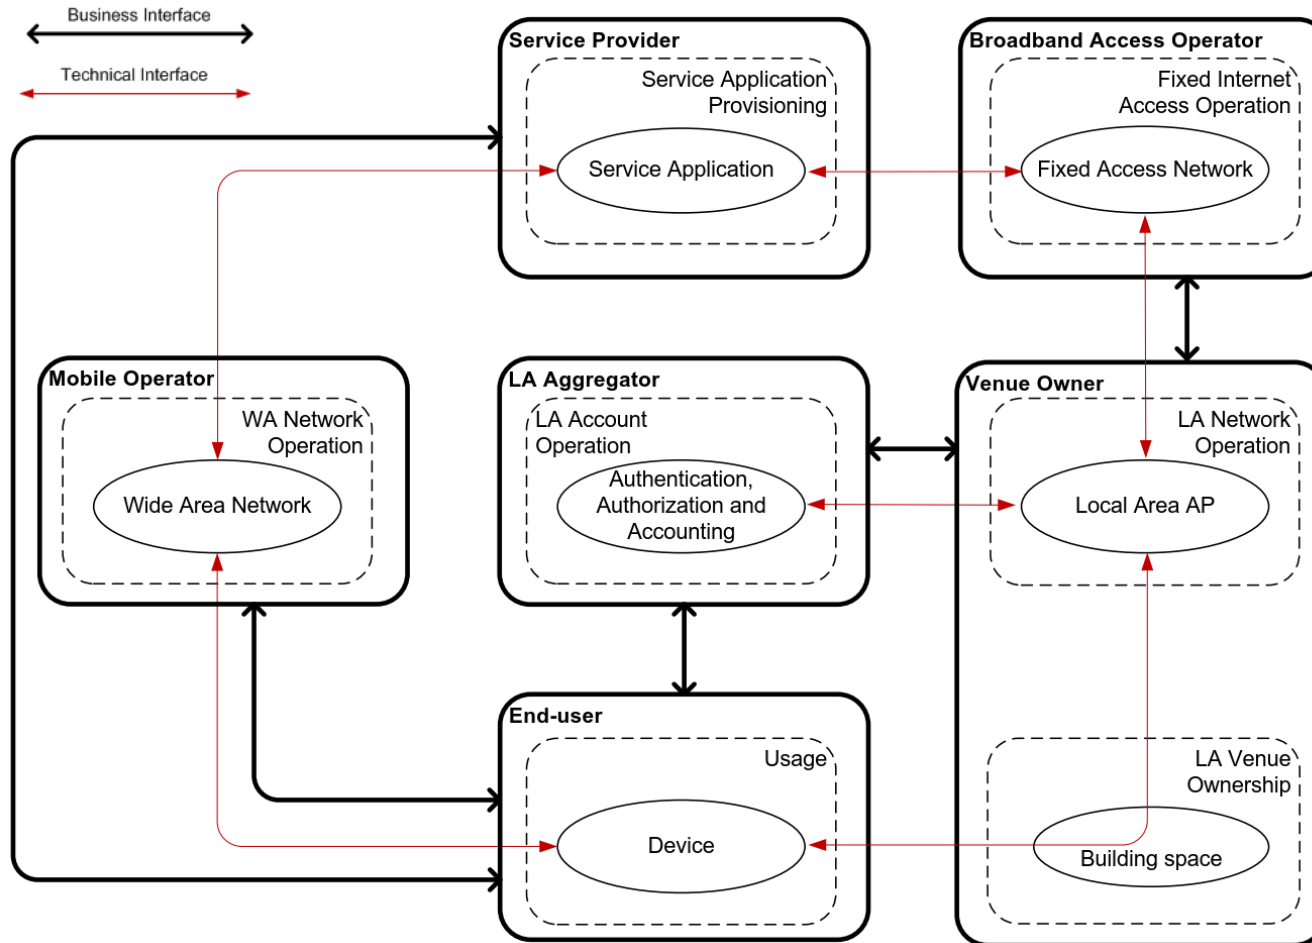 Business Interface
Technical Interface
Service Provider
Service Application
Provisioning
Service Application
Broadband Access Operator
Fixed Internet
Access Operation
Fixed Access Network
Mobile Operator
WA Network
Operation
Wide Area Network
LA Aggregator
LA Account
Operation
Authentication,
Authorization and
Accounting
Venue Owner
LA Network
Operation
Local Area AP
End-user
Usage
Device
LA Venue
Ownership
Building space